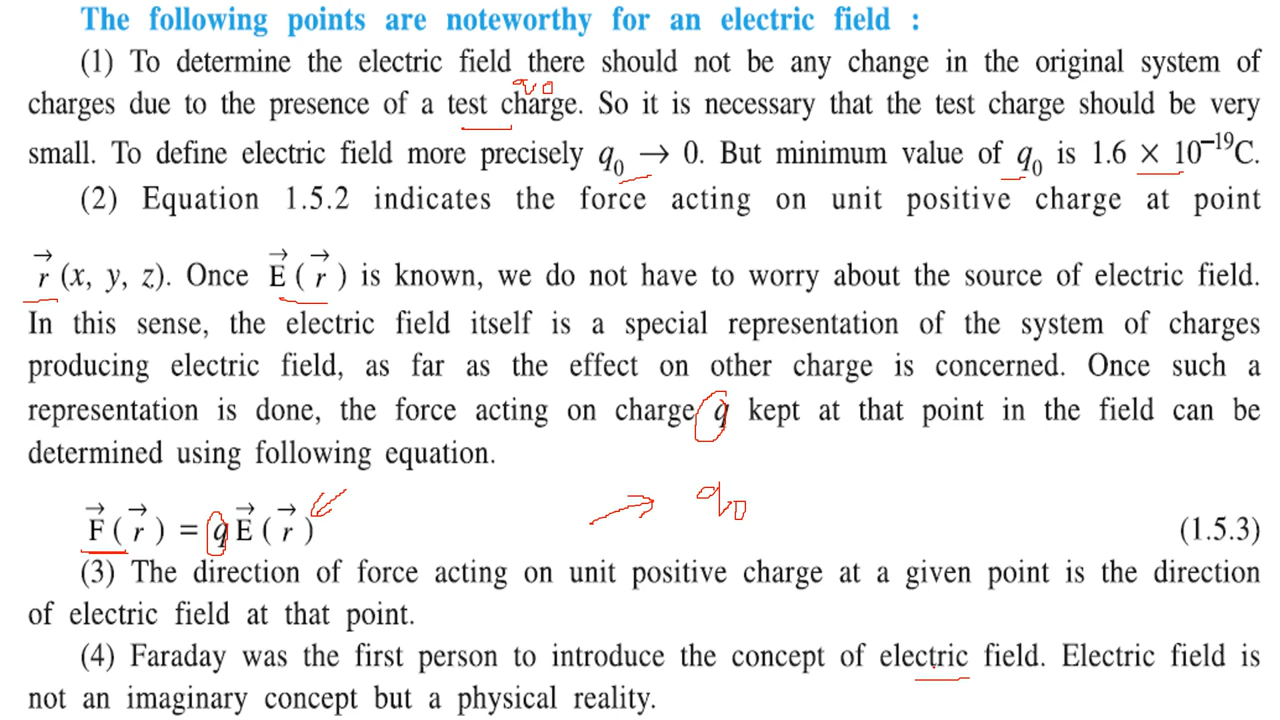 The following points are noteworthy for an electric field :
(1) To determine the electric field there should not be any change in the original system of
q0
charges due to the presence of a test charge. So it is necessary that the test charge should be very
small. To define electric field more precisely q₀ → 0. But minimum value of q₀ is 1.6 × 10⁻¹⁹C.
(2) Equation 1.5.2 indicates the force acting on unit positive charge at point
r⃗ (x, y, z). Once E⃗ ( r⃗ ) is known, we do not have to worry about the source of electric field.
In this sense, the electric field itself is a special representation of the system of charges
producing electric field, as far as the effect on other charge is concerned. Once such a
representation is done, the force acting on charge q kept at that point in the field can be
determined using following equation.
q0
F⃗ ( r⃗ ) = qE⃗ ( r⃗ ) (1.5.3)
(3) The direction of force acting on unit positive charge at a given point is the direction
of electric field at that point.
(4) Faraday was the first person to introduce the concept of electric field. Electric field is
not an imaginary concept but a physical reality.